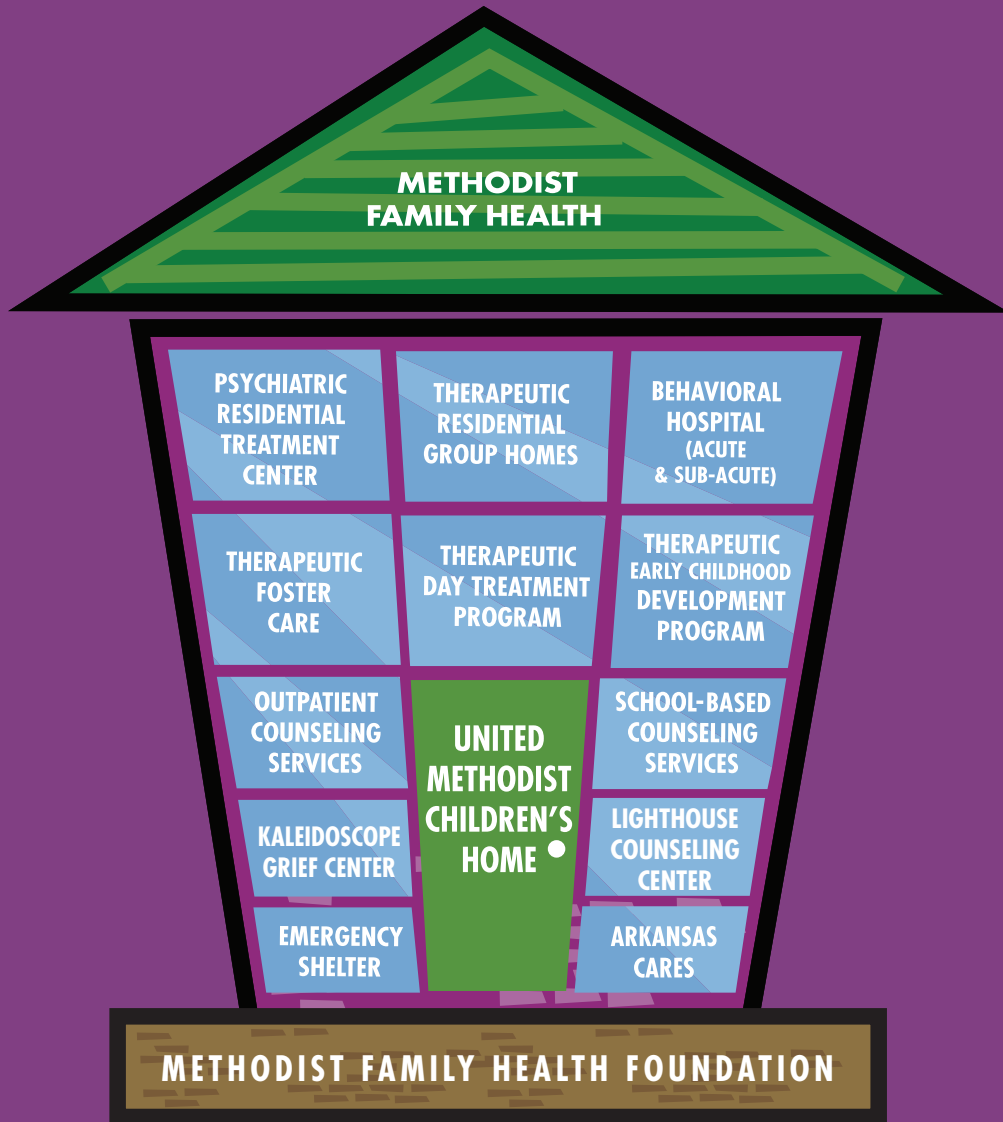 METHODIST
FAMILY HEALTH
PSYCHIATRIC
RESIDENTIAL
TREATMENT
CENTER
THERAPEUTIC
RESIDENTIAL
GROUP HOMES
BEHAVIORAL
HOSPITAL
(ACUTE
& SUB-ACUTE)
THERAPEUTIC
FOSTER
CARE
THERAPEUTIC
DAY TREATMENT
PROGRAM
THERAPEUTIC
EARLY CHILDHOOD
DEVELOPMENT
PROGRAM
OUTPATIENT
COUNSELING
SERVICES
UNITED
METHODIST
CHILDREN'S
HOME
SCHOOL-BASED
COUNSELING
SERVICES
KALEIDOSCOPE
GRIEF CENTER
LIGHTHOUSE
COUNSELING
CENTER
EMERGENCY
SHELTER
ARKANSAS
CARES
METHODIST FAMILY HEALTH FOUNDATION